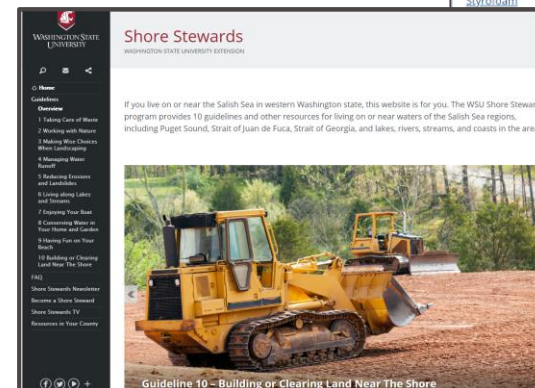 Styrofoam
WASHINGTON STATE
UNIVERSITY
Home
Guidelines
Overview
1 Taking Care of Waste
2 Working with Nature
3 Making Wise Choices
When Landscaping
4 Managing Water
Runoff
5 Reducing Erosions
and Landslides
6 Living along Lakes
and Streams
7 Enjoying Your Boat
8 Conserving Water in
Your Home and Garden
9 Having Fun on Your
Beach
10 Building or Clearing
Land Near The Shore
FAQ
Shore Stewards Newsletter
Become a Shore Steward
Shore Stewards TV
Resources in Your County
Shore Stewards
WASHINGTON STATE UNIVERSITY EXTENSION
If you live on or near the Salish Sea in western Washington state, this website is for you. The WSU Shore Stewar
program provides 10 guidelines and other resources for living on or near waters of the Salish Sea regions,
including Puget Sound, Strait of Juan de Fuca, Strait of Georgia, and lakes, rivers, streams, and coasts in the area
Guideline 10 – Building or Clearing Land Near The Shore